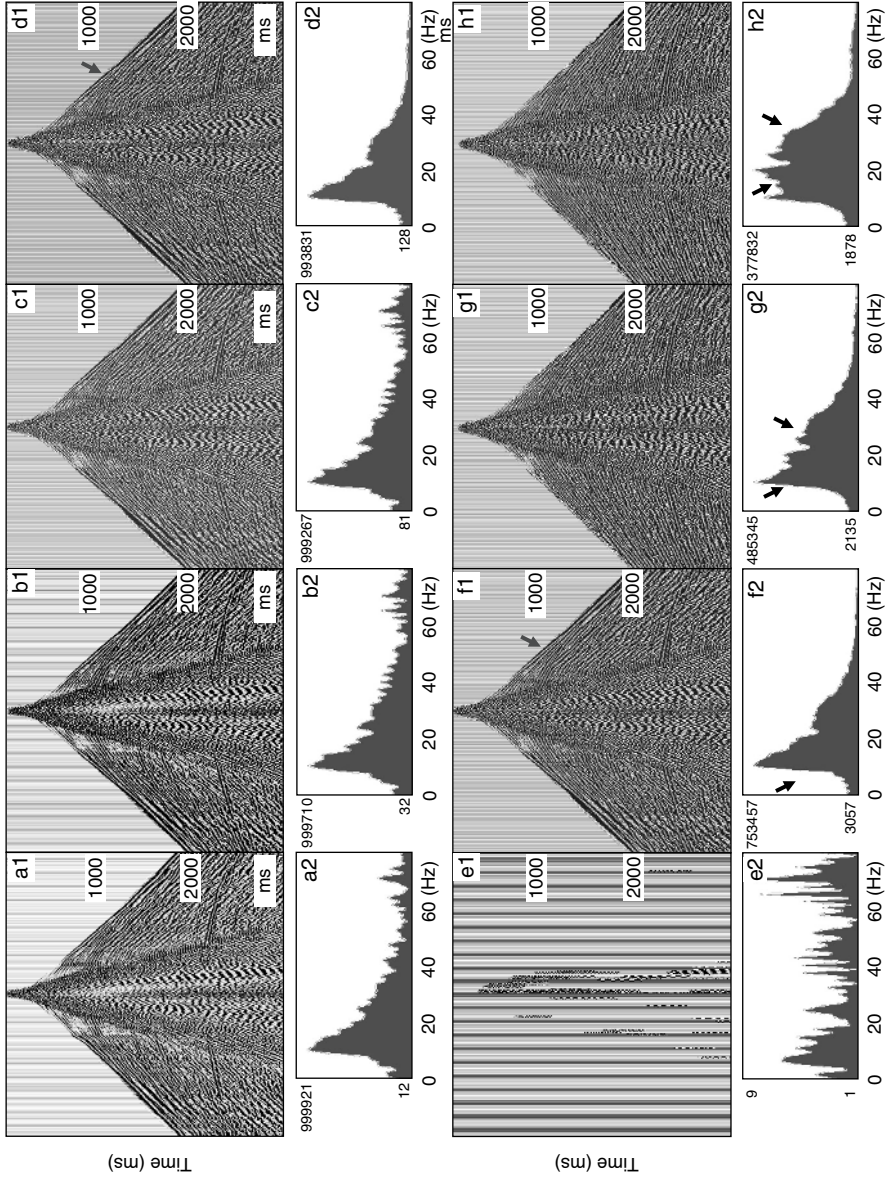 a1
1000
2000
ms
b1
1000
2000
ms
c1
1000
2000
ms
d1
1000
2000
ms
Time (ms)
999921
12
a2
0 20 40 60 (Hz)
999710
32
b2
0 20 40 60 (Hz)
999267
81
c2
0 20 40 60 (Hz)
993831
128
d2
0 20 40 60 (Hz)
ms
e1
1000
2000
f1
1000
2000
g1
1000
2000
h1
1000
2000
Time (ms)
9
1
e2
0 20 40 60 (Hz)
753457
3057
f2
0 20 40 60 (Hz)
485345
2135
g2
0 20 40 60 (Hz)
377832
1878
h2
0 20 40 60 (Hz)